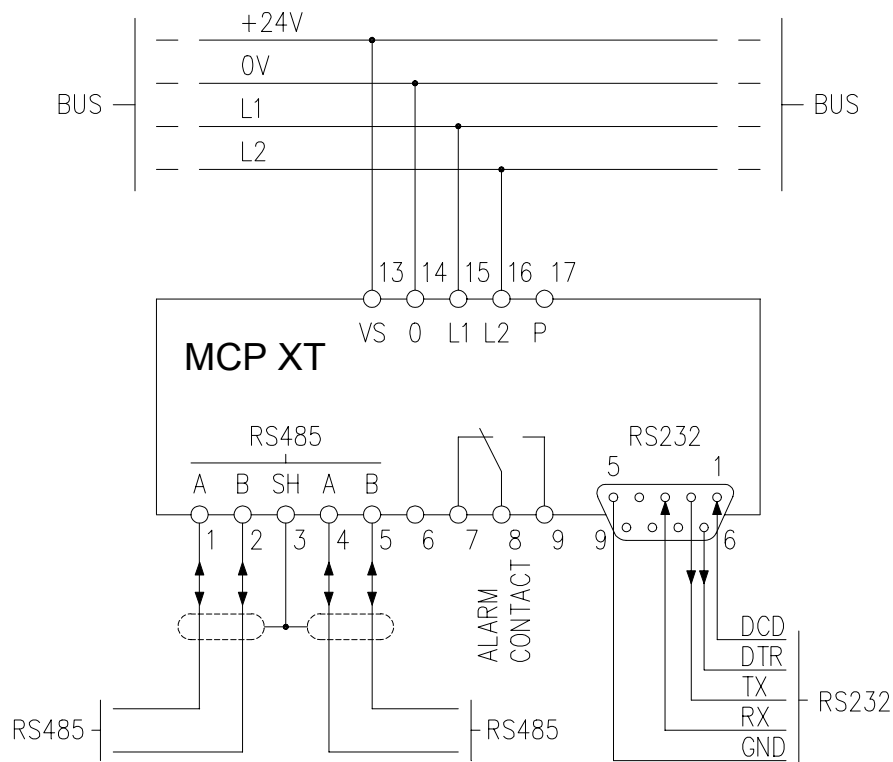 +24V
0V
BUS
BUS
L1
L2
13 14 15 16 17
VS 0 L1 L2 P
MCP XT
RS485
RS232
5 1
A B SH A B
1 2 3 4 5 6 7 8 9
9 6
ALARM
CONTACT
DCD
DTR
TX
RS232
RX
GND
RS485
RS485